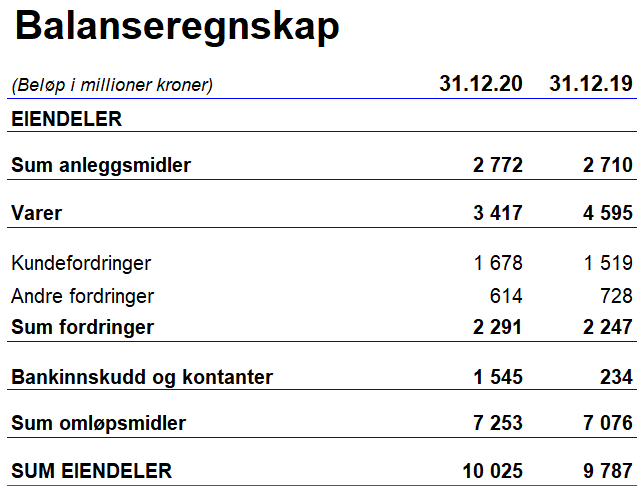 Balanseregnskap
(Beløp i millioner kroner) 31.12.20 31.12.19
EIENDELER
Sum anleggsmidler 2 772 2 710
Varer 3 417 4 595
Kundefordringer 1 678 1 519
Andre fordringer 614 728
Sum fordringer 2 291 2 247
Bankinnskudd og kontanter 1 545 234
Sum omløpsmidler 7 253 7 076
SUM EIENDELER 10 025 9 787